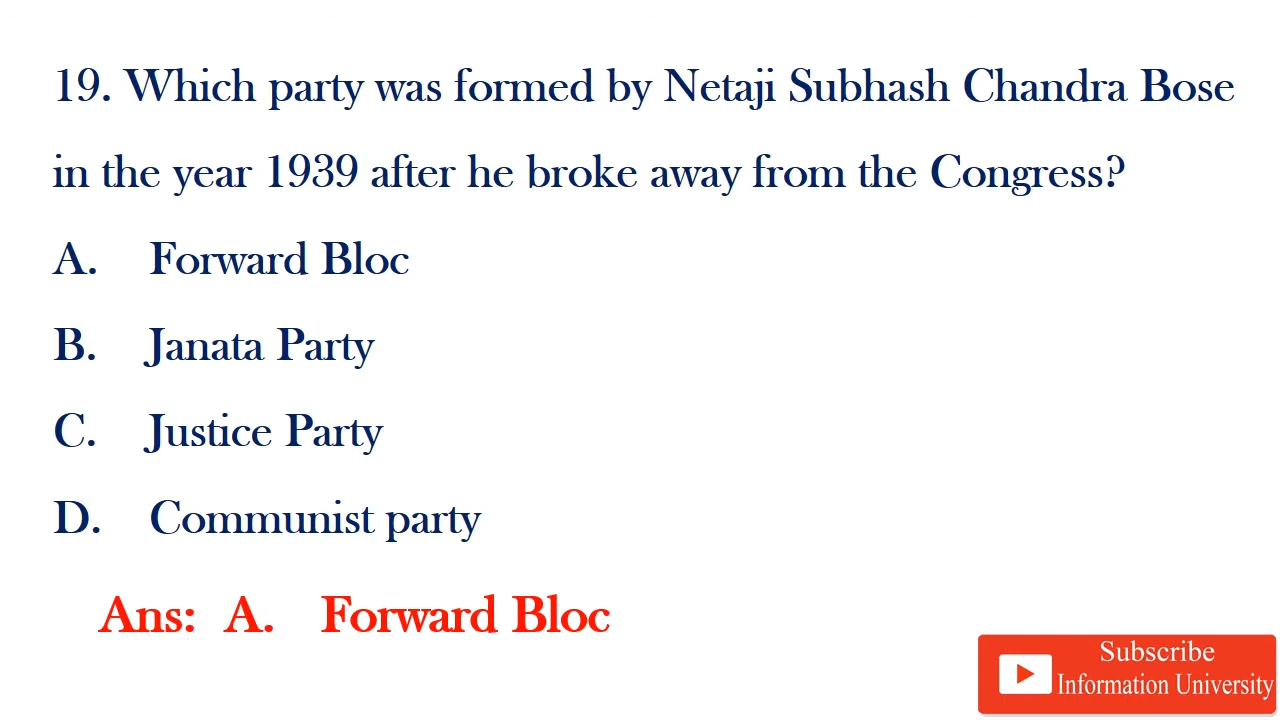 19. Which party was formed by Netaji Subhash Chandra Bose
in the year 1939 after he broke away from the Congress?
A. Forward Bloc
B. Janata Party
C. Justice Party
D. Communist party
Ans: A. Forward Bloc
Subscribe
Information University